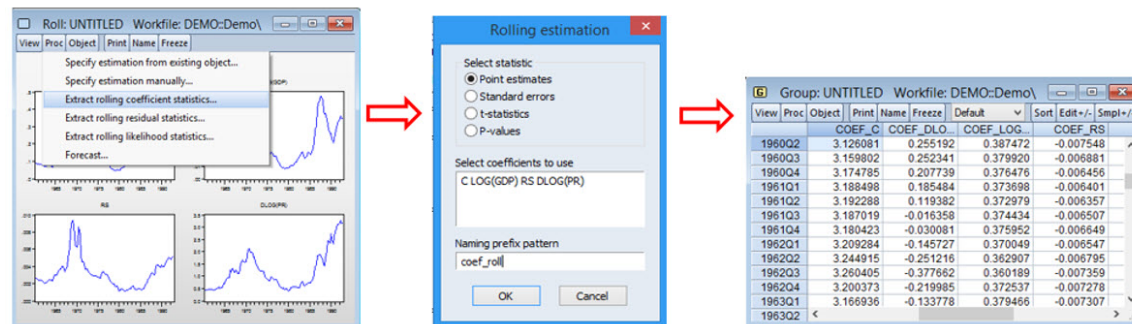 Roll: UNTITLED Workfile: DEMO::Demo\
View Proc Object Print Name Freeze
Specify estimation from existing object...
Specify estimation manually...
Extract rolling coefficient statistics...
Extract rolling residual statistics...
Extract rolling likelihood statistics...
Forecast...
RS
DLOG(PR)
Rolling estimation
Select statistic
Point estimates
Standard errors
t-statistics
P-values
Select coefficients to use
C LOG(GDP) RS DLOG(PR)
Naming prefix pattern
coef_roll
OK Cancel
G Group: UNTITLED Workfile: DEMO::Demo\
View Proc Object Print Name Freeze Default Sort Edit+/- Smpl+/
COEF_C COEF_DLO... COEF_LOG... COEF_RS
1960Q2 3.126081 0.255192 0.387472 -0.007548
1960Q3 3.159802 0.252341 0.379920 -0.006881
1960Q4 3.174785 0.207739 0.376476 -0.006456
1961Q1 3.188498 0.185484 0.373698 -0.006401
1961Q2 3.192288 0.119382 0.372979 -0.006357
1961Q3 3.187019 -0.016358 0.374434 -0.006507
1961Q4 3.180423 -0.030081 0.375952 -0.006649
1962Q1 3.209284 -0.145727 0.370049 -0.006547
1962Q2 3.244915 -0.251216 0.362907 -0.006795
1962Q3 3.260405 -0.377662 0.360189 -0.007359
1962Q4 3.200373 -0.219985 0.372537 -0.007278
1963Q1 3.166936 -0.133778 0.379466 -0.007307
1963Q2